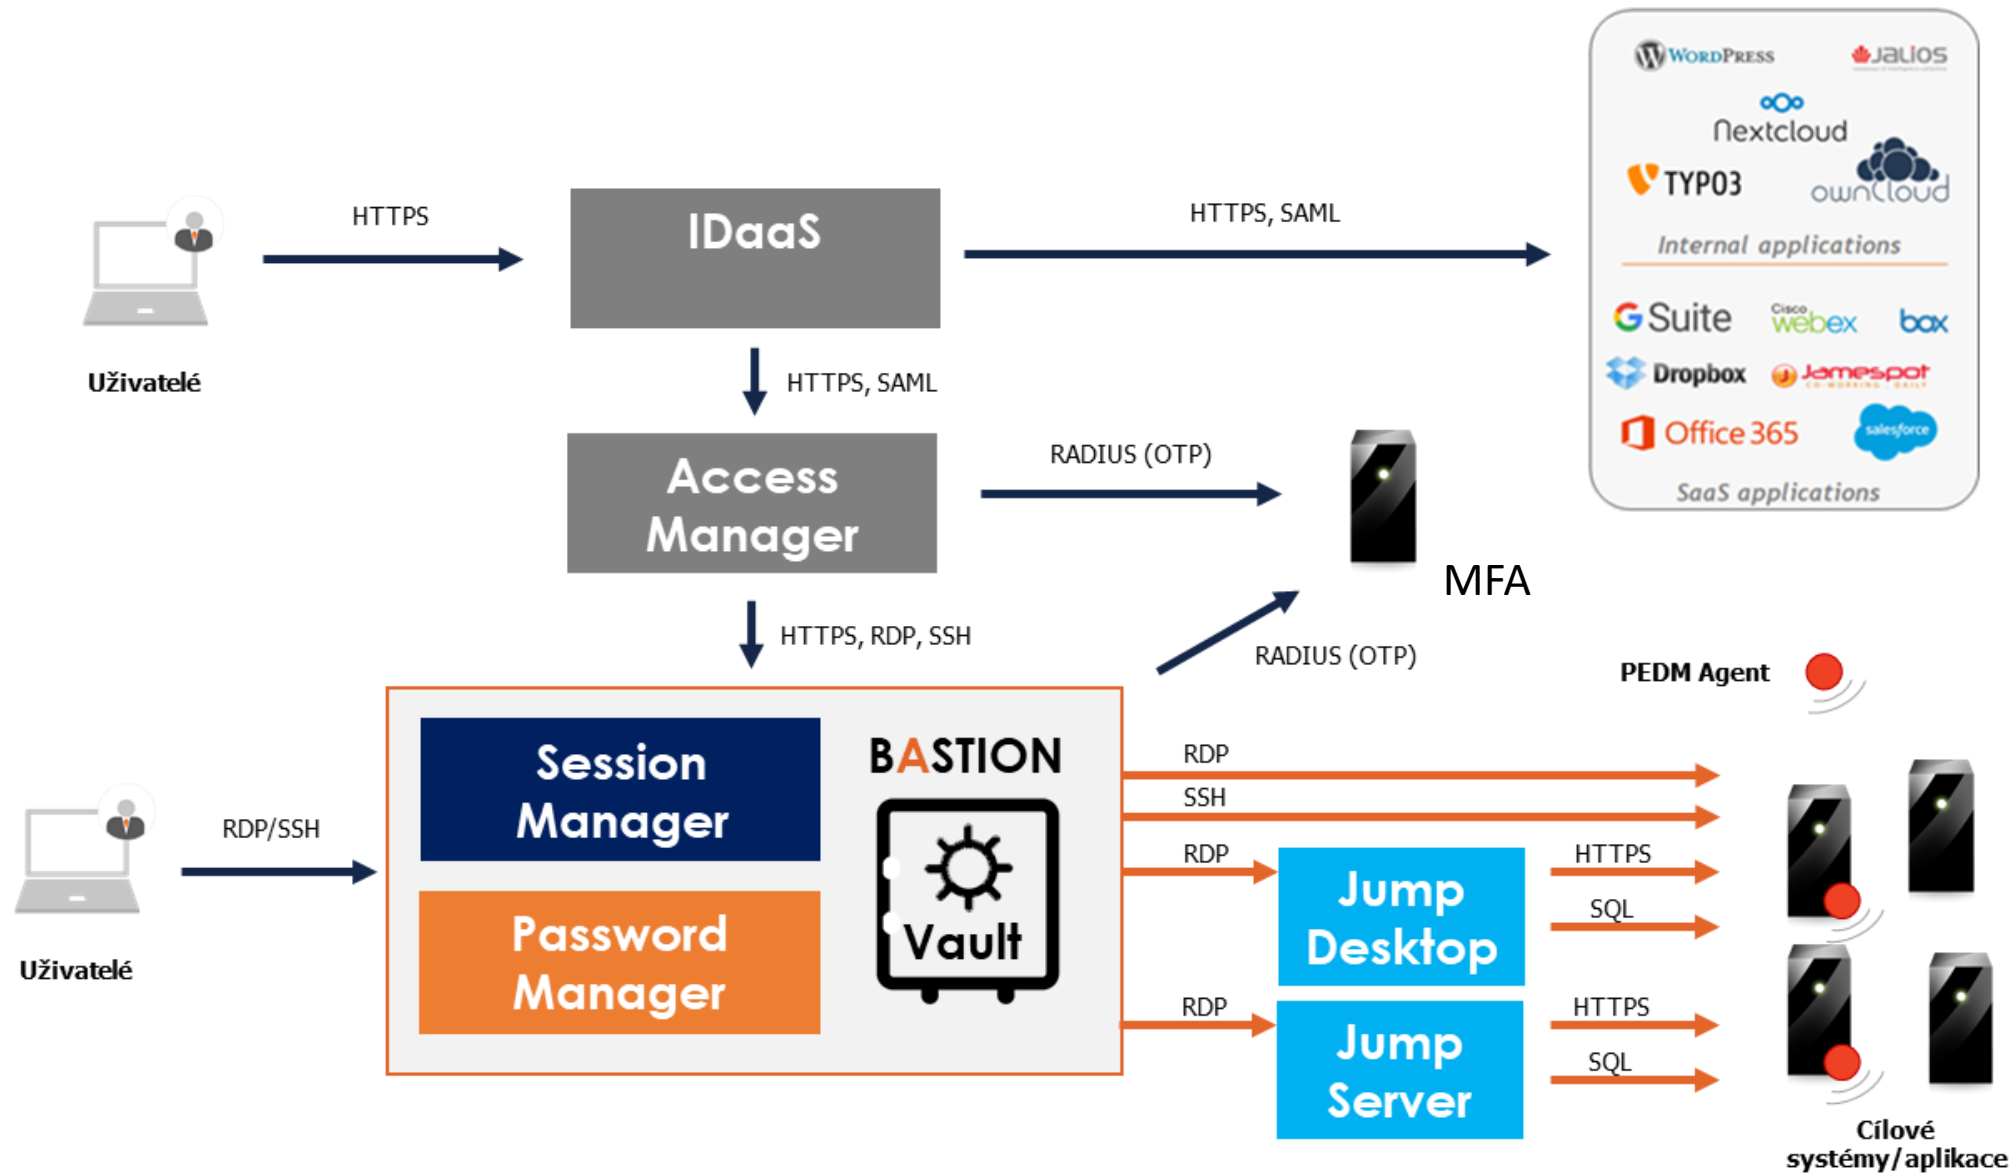 WORDPRESS
JALIOS
Nextcloud
TYPO3
ownCloud
Internal applications
G Suite
Cisco
webex
box
Dropbox
Jamespot
CO-WORKING DAILY
Office 365
salesforce
SaaS applications
HTTPS
IDaaS
HTTPS, SAML
Uživatelé
HTTPS, SAML
Access
Manager
RADIUS (OTP)
MFA
HTTPS, RDP, SSH
RADIUS (OTP)
PEDM Agent
Session
Manager
BASTION
Vault
Password
Manager
RDP/SSH
Uživatelé
RDP
SSH
RDP
Jump
Desktop
HTTPS
SQL
RDP
Jump
Server
HTTPS
SQL
Cílové
systémy/aplikace